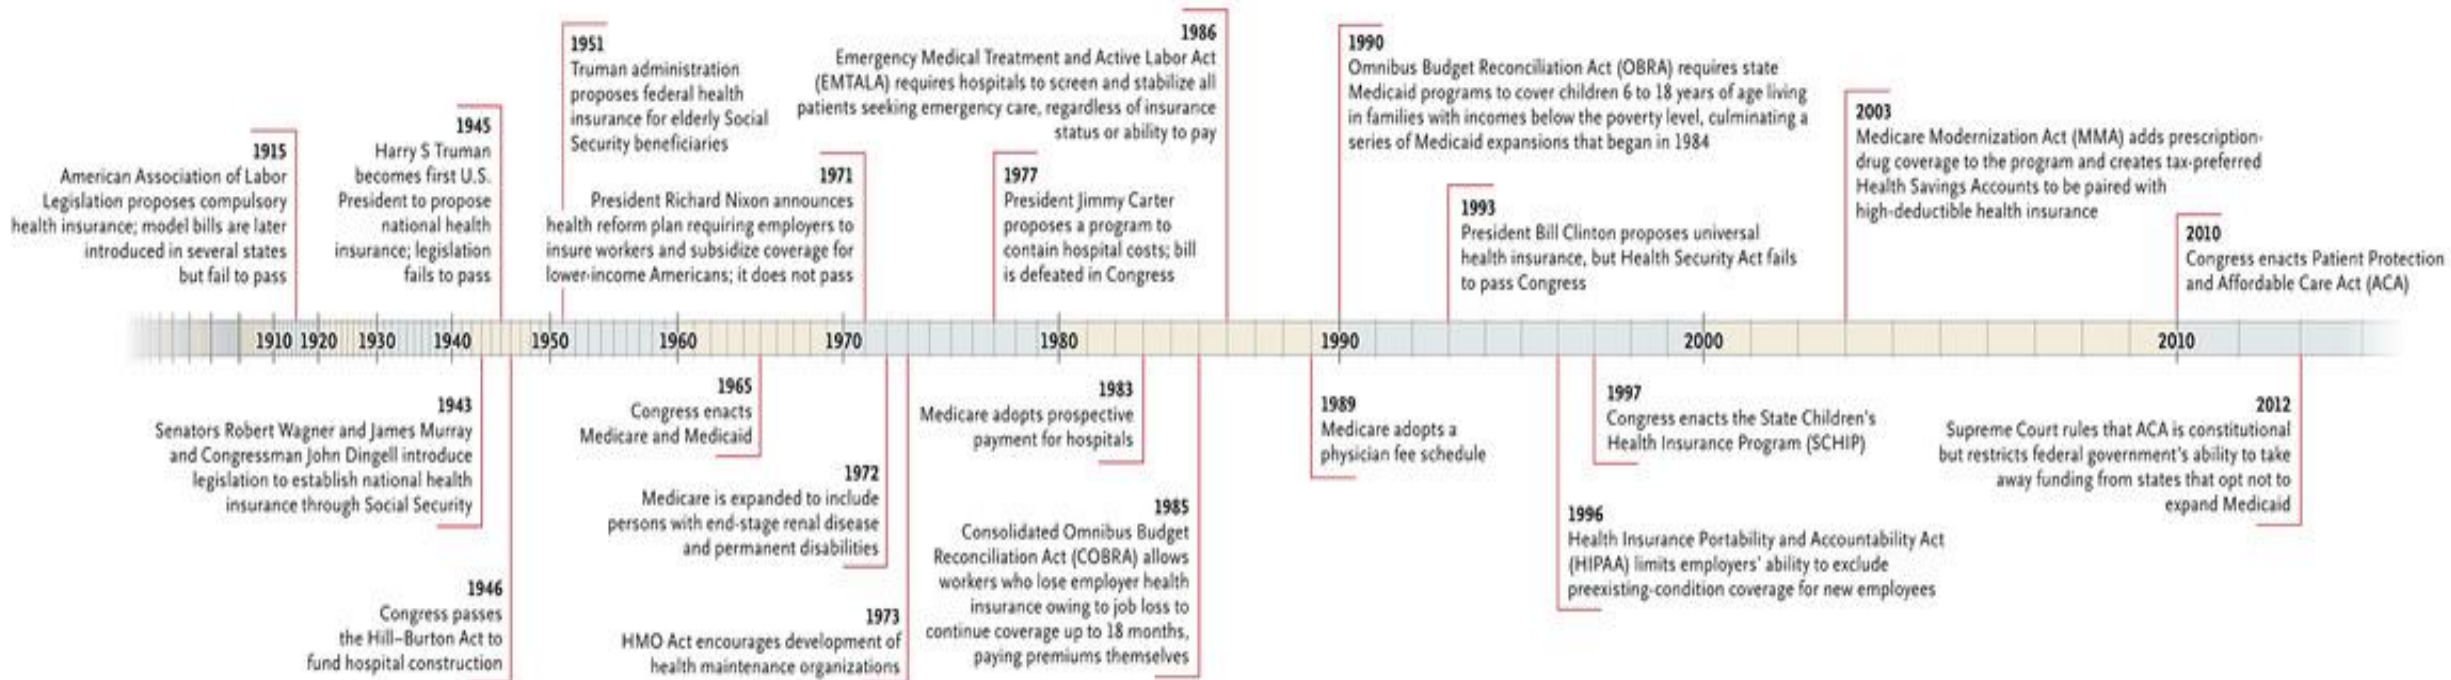 1915
American Association of Labor
Legislation proposes compulsory
health insurance; model bills are later
introduced in several states
but fail to pass
1945
Harry S Truman
becomes first U.S.
President to propose
national health
insurance; legislation
fails to pass
1951
Truman administration
proposes federal health
insurance for elderly Social
Security beneficiaries
1971
President Richard Nixon announces
health reform plan requiring employers to
insure workers and subsidize coverage for
lower-income Americans; it does not pass
1986
Emergency Medical Treatment and Active Labor Act
(EMTALA) requires hospitals to screen and stabilize all
patients seeking emergency care, regardless of insurance
status or ability to pay
1977
President Jimmy Carter
proposes a program to
contain hospital costs; bill
is defeated in Congress
1990
Omnibus Budget Reconciliation Act (OBRA) requires state
Medicaid programs to cover children 6 to 18 years of age living
in families with incomes below the poverty level, culminating a
series of Medicaid expansions that began in 1984
1993
President Bill Clinton proposes universal
health insurance, but Health Security Act fails
to pass Congress
2003
Medicare Modernization Act (MMA) adds prescription-
drug coverage to the program and creates tax-preferred
Health Savings Accounts to be paired with
high-deductible health insurance
2010
Congress enacts Patient Protection
and Affordable Care Act (ACA)
1910 1920 1930 1940 1950 1960 1970 1980 1990 2000 2010
1943
Senators Robert Wagner and James Murray
and Congressman John Dingell introduce
legislation to establish national health
insurance through Social Security
1946
Congress passes
the Hill–Burton Act to
fund hospital construction
1965
Congress enacts
Medicare and Medicaid
1972
Medicare is expanded to include
persons with end-stage renal disease
and permanent disabilities
1973
HMO Act encourages development of
health maintenance organizations
1983
Medicare adopts prospective
payment for hospitals
1985
Consolidated Omnibus Budget
Reconciliation Act (COBRA) allows
workers who lose employer health
insurance owing to job loss to
continue coverage up to 18 months,
paying premiums themselves
1989
Medicare adopts a
physician fee schedule
1997
Congress enacts the State Children's
Health Insurance Program (SCHIP)
1996
Health Insurance Portability and Accountability Act
(HIPAA) limits employers' ability to exclude
preexisting-condition coverage for new employees
2012
Supreme Court rules that ACA is constitutional
but restricts federal government's ability to take
away funding from states that opt not to
expand Medicaid